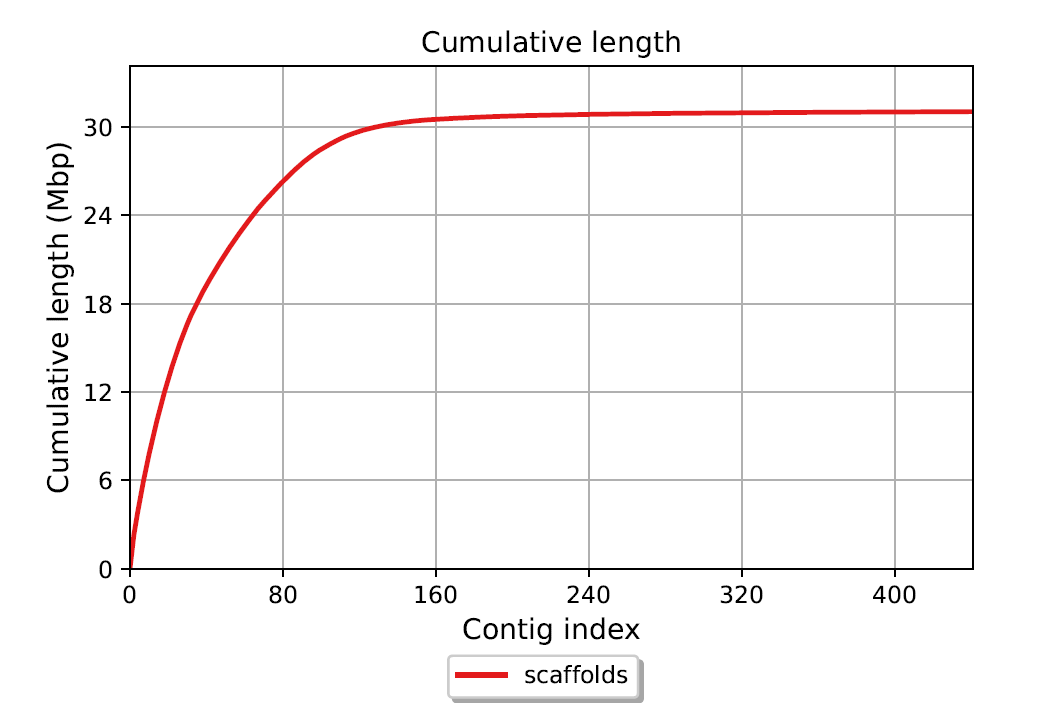 Cumulative length
Cumulative length (Mbp)
30
24
18
12
6
0
0 80 160 240 320 400
Contig index
scaffolds